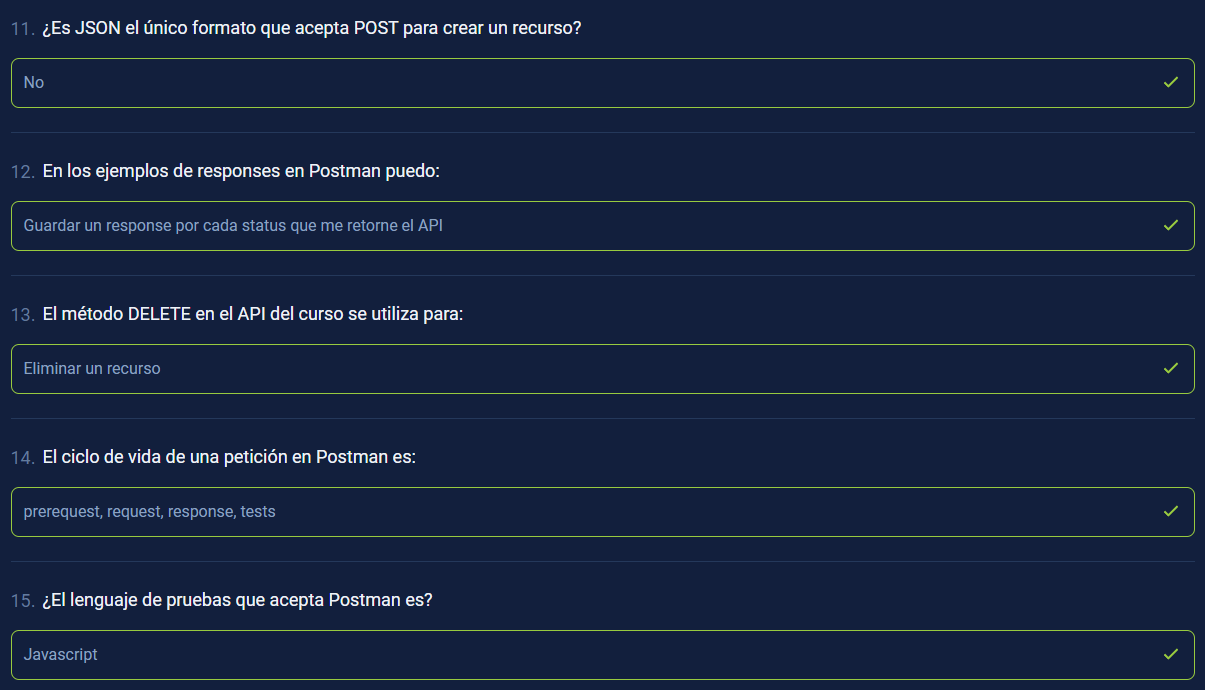 11. ¿Es JSON el único formato que acepta POST para crear un recurso?
No
12. En los ejemplos de responses en Postman puedo:
Guardar un response por cada status que me retorne el API
13. El método DELETE en el API del curso se utiliza para:
Eliminar un recurso
14. El ciclo de vida de una petición en Postman es:
prerequest, request, response, tests
15. ¿El lenguaje de pruebas que acepta Postman es?
Javascript